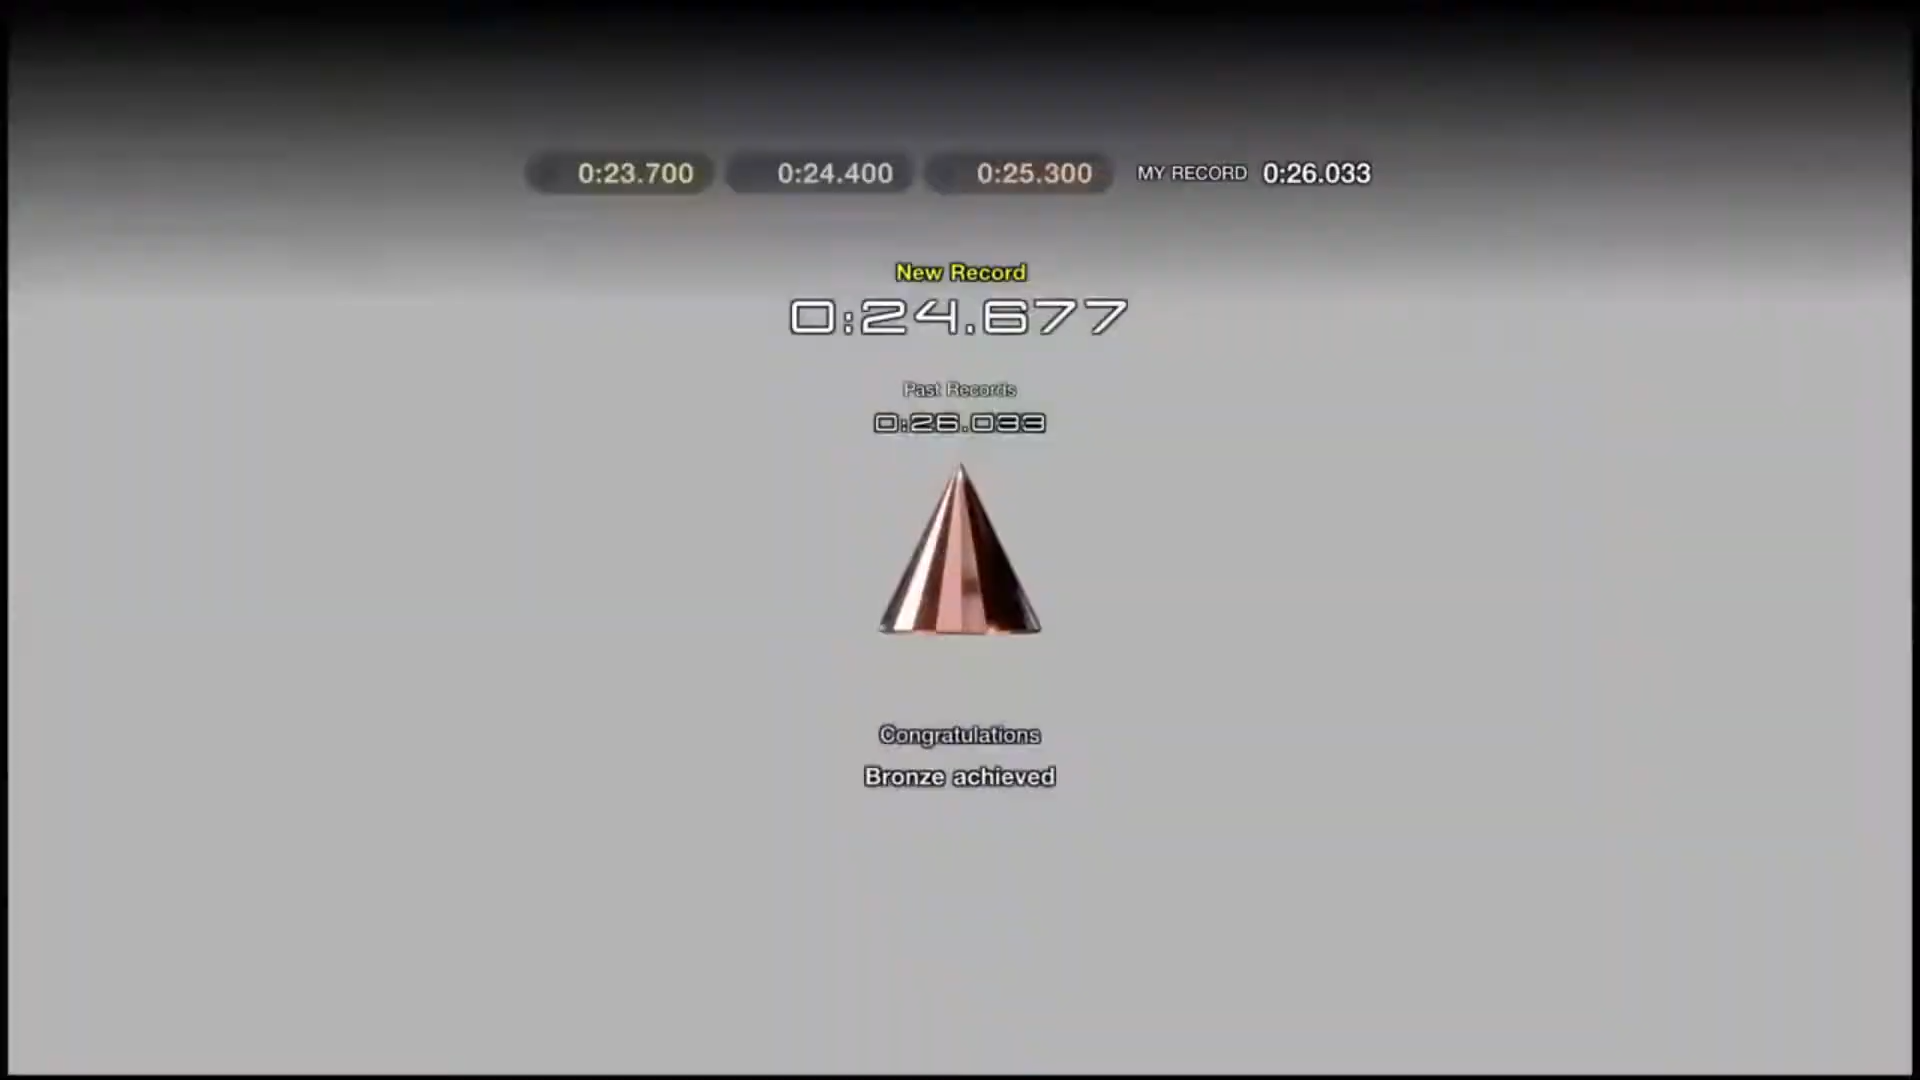 0:23.700 0:24.400 0:25.300 MY RECORD 0:26.033
New Record
0:24.677
Past Records
0:26.033
Congratulations
Bronze achieved